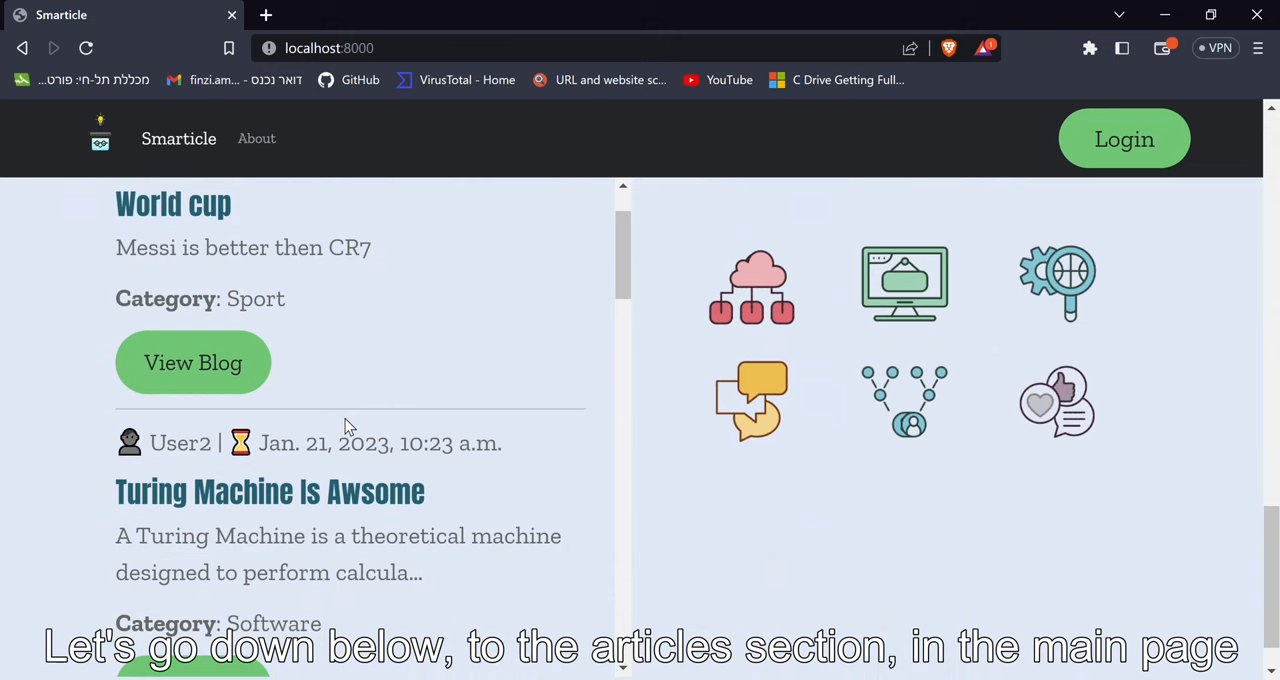 Smarticle
localhost:8000
1
VPN
מכללת תל-חי: פורט...
דואר נכנס - finzi.am...
GitHub
VirusTotal - Home
URL and website sc...
YouTube
C Drive Getting Full...
Smarticle
About
Login
World cup
Messi is better then CR7
Category: Sport
View Blog
User2 | Jan. 21, 2023, 10:23 a.m.
Turing Machine Is Awsome
A Turing Machine is a theoretical machine
designed to perform calcula...
Category: Software
Let's go down below, to the articles section, in the main page